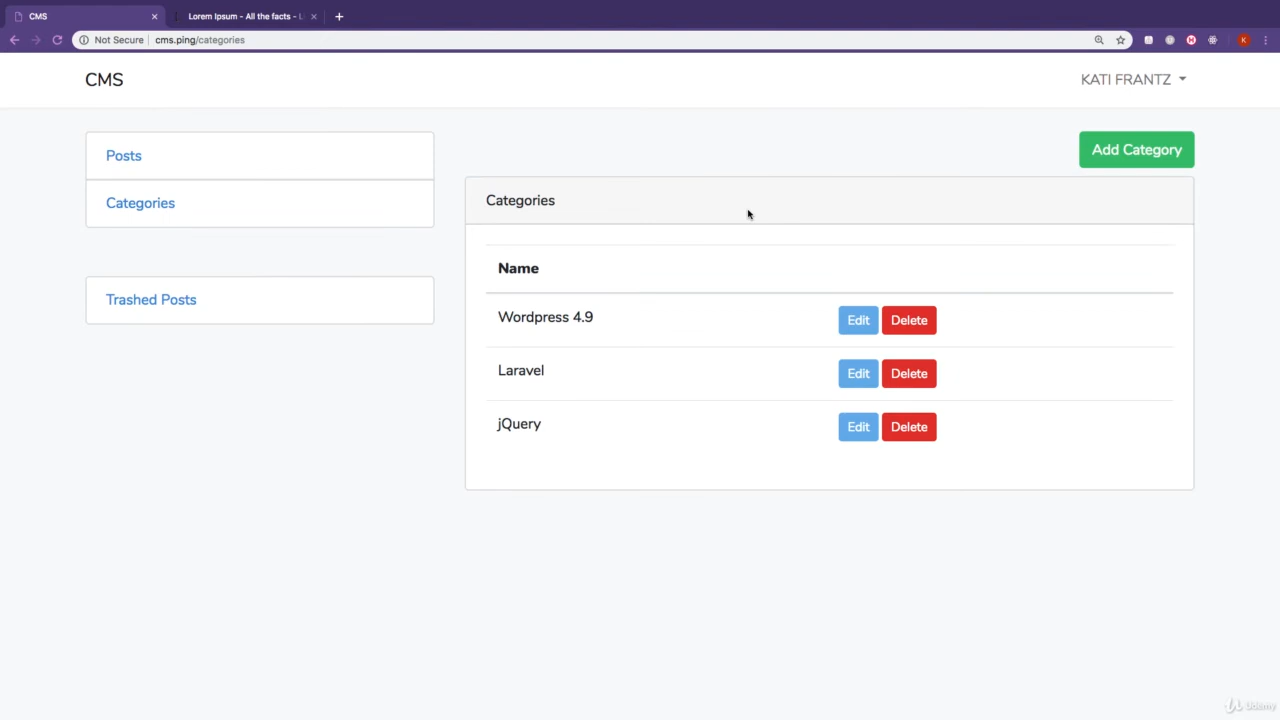 CMS
Lorem Ipsum - All the facts - L
Not Secure
cms.ping/categories
K
CMS
KATI FRANTZ
Posts
Categories
Trashed Posts
Add Category
Categories
Name
Wordpress 4.9 Edit Delete
Laravel Edit Delete
jQuery Edit Delete
Udemy